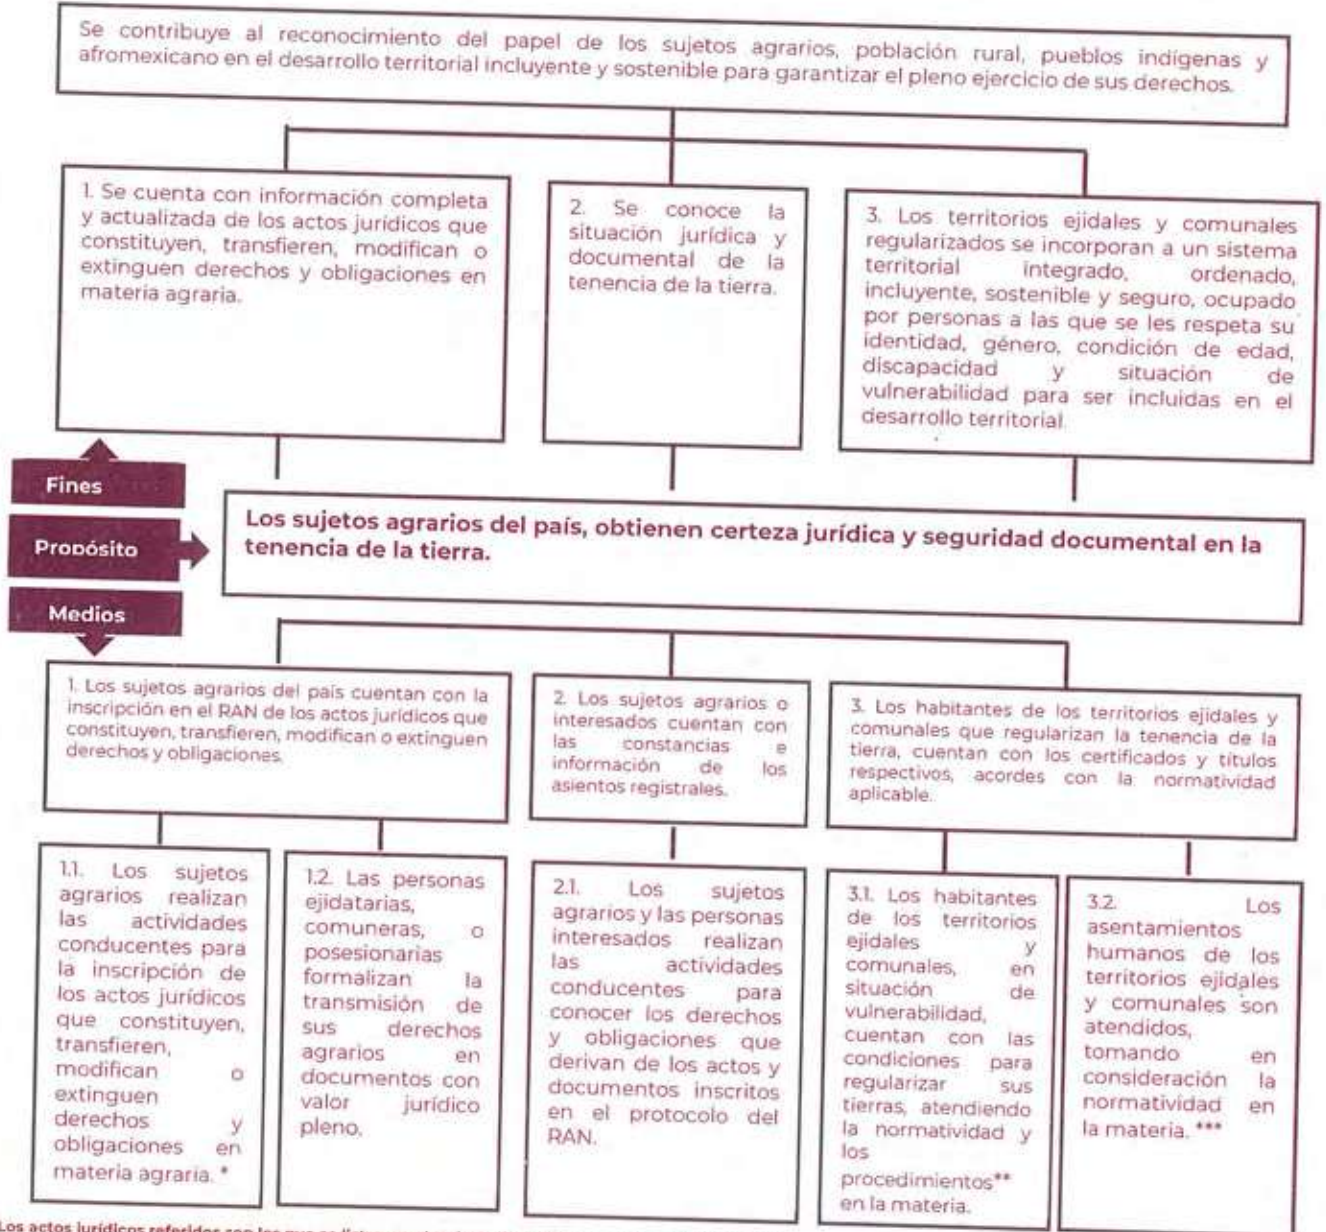 Se contribuye al reconocimiento del papel de los sujetos agrarios, población rural, pueblos indígenas y
afromexicano en el desarrollo territorial incluyente y sostenible para garantizar el pleno ejercicio de sus derechos.
1. Se cuenta con información completa
y actualizada de los actos jurídicos que
constituyen, transfieren, modifican o
extinguen derechos y obligaciones en
materia agraria.
2. Se conoce la
situación jurídica y
documental de la
tenencia de la tierra.
3. Los territorios ejidales y comunales
regularizados se incorporan a un sistema
territorial integrado, ordenado,
incluyente, sostenible y seguro, ocupado
por personas a las que se les respeta su
identidad, género, condición de edad,
discapacidad y situación de
vulnerabilidad para ser incluidas en el
desarrollo territorial.
Fines
Propósito
Los sujetos agrarios del país, obtienen certeza jurídica y seguridad documental en la
tenencia de la tierra.
Medios
1. Los sujetos agrarios del país cuentan con la
inscripción en el RAN de los actos jurídicos que
constituyen, transfieren, modifican o extinguen
derechos y obligaciones.
2. Los sujetos agrarios o
interesados cuentan con
las constancias e
información de los
asientos registrales.
3. Los habitantes de los territorios ejidales y
comunales que regularizan la tenencia de la
tierra, cuentan con los certificados y títulos
respectivos, acordes con la normatividad
aplicable.
1.1. Los sujetos
agrarios realizan
las actividades
conducentes para
la inscripción de
los actos jurídicos
que constituyen,
transfieren,
modifican o
extinguen
derechos y
obligaciones en
materia agraria. *
1.2. Las personas
ejidatarias,
comuneras, o
posesionarias
formalizan la
transmisión de
sus derechos
agrarios en
documentos con
valor jurídico
pleno.
2.1. Los sujetos
agrarios y las personas
interesados realizan
las actividades
conducentes para
conocer los derechos
y obligaciones que
derivan de los actos y
documentos inscritos
en el protocolo del
RAN.
3.1. Los habitantes
de los territorios
ejidales y
comunales, en
situación de
vulnerabilidad,
cuentan con las
condiciones para
regularizar sus
tierras, atendiendo
la normatividad y
los
procedimientos**
en la materia.
3.2. Los
asentamientos
humanos de los
territorios ejidales
y comunales son
atendidos,
tomando en
consideración la
normatividad en
la materia. ***
Los actos jurídicos referidos son los que